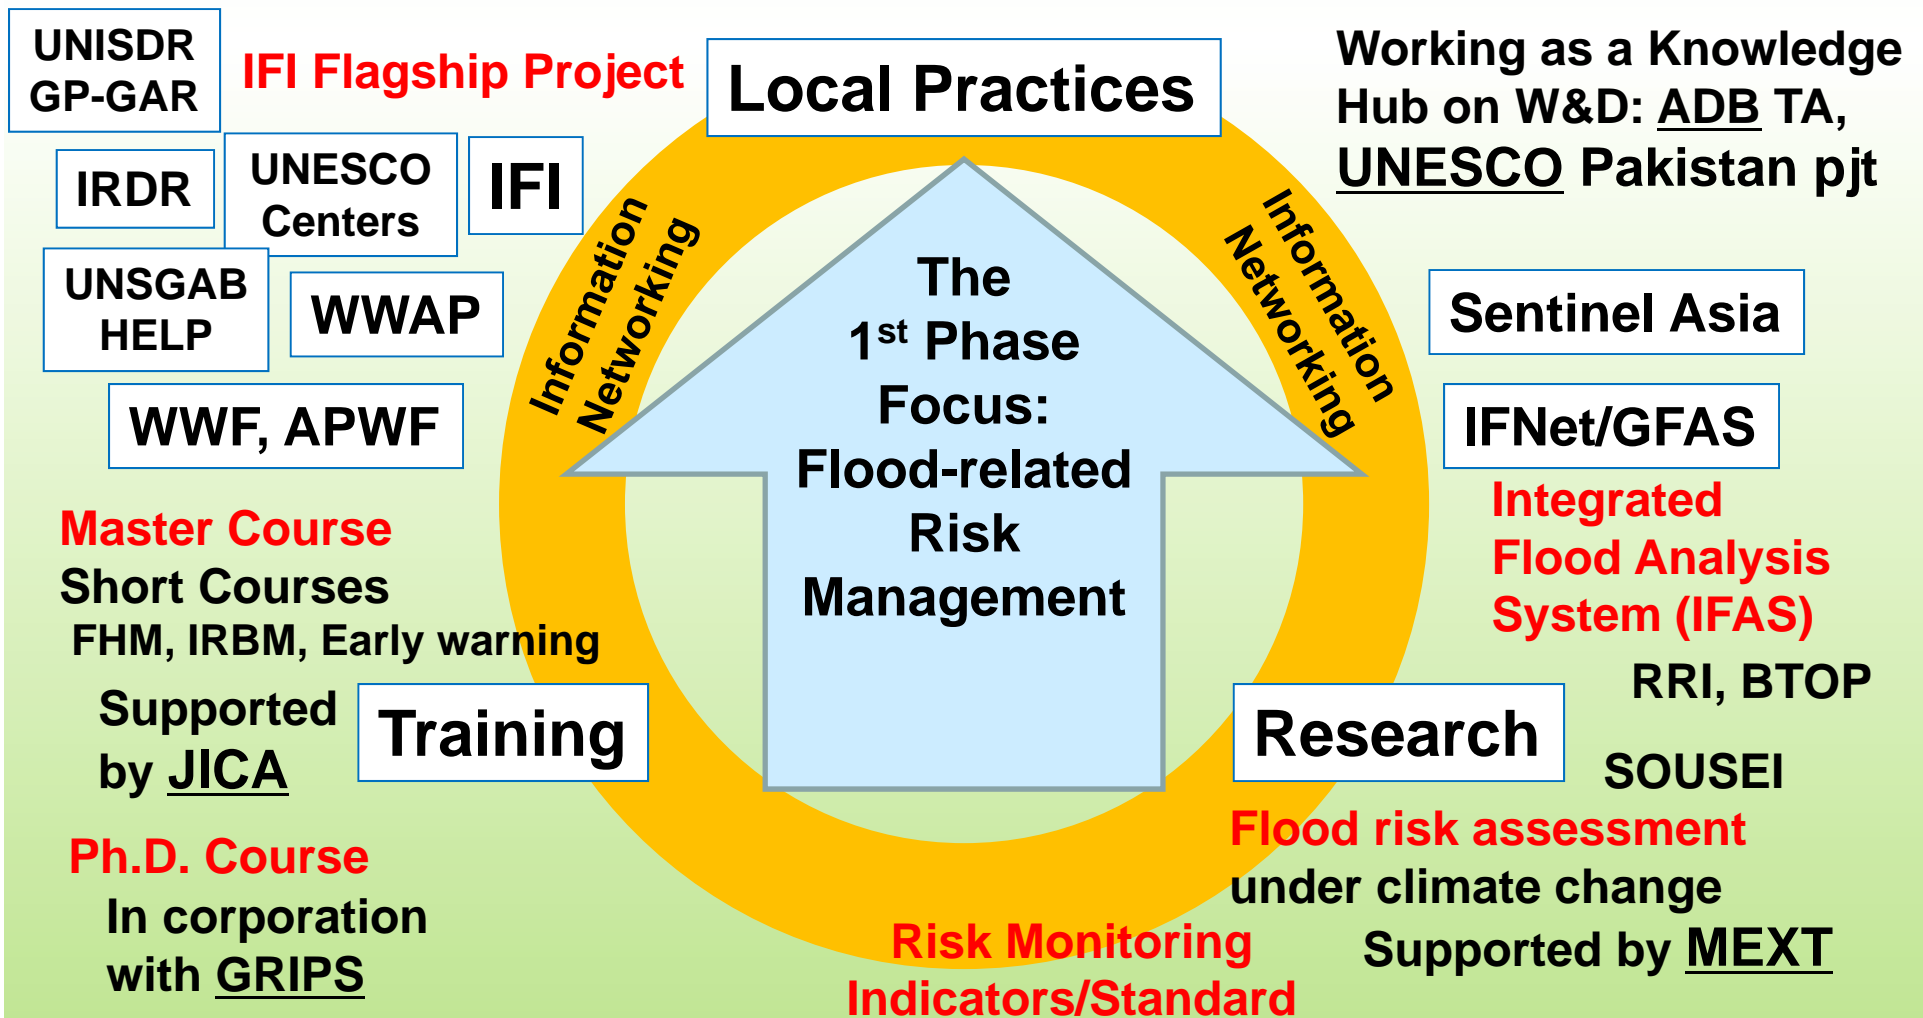 UNISDR
GP-GAR
IFI Flagship Project
Local Practices
Working as a Knowledge
Hub on W&D: ADB TA,
UNESCO Pakistan pjt
IRDR
UNESCO
Centers
IFI
UNSGAB
HELP
WWAP
WWF, APWF
Information
Networking
Information
Networking
The
1st Phase
Focus:
Flood-related
Risk
Management
Sentinel Asia
IFNet/GFAS
Integrated
Flood Analysis
System (IFAS)
RRI, BTOP
Master Course
Short Courses
FHM, IRBM, Early warning
Supported
by JICA
Training
Research
SOUSEI
Ph.D. Course
In corporation
with GRIPS
Flood risk assessment
under climate change
Supported by MEXT
Risk Monitoring
Indicators/Standard